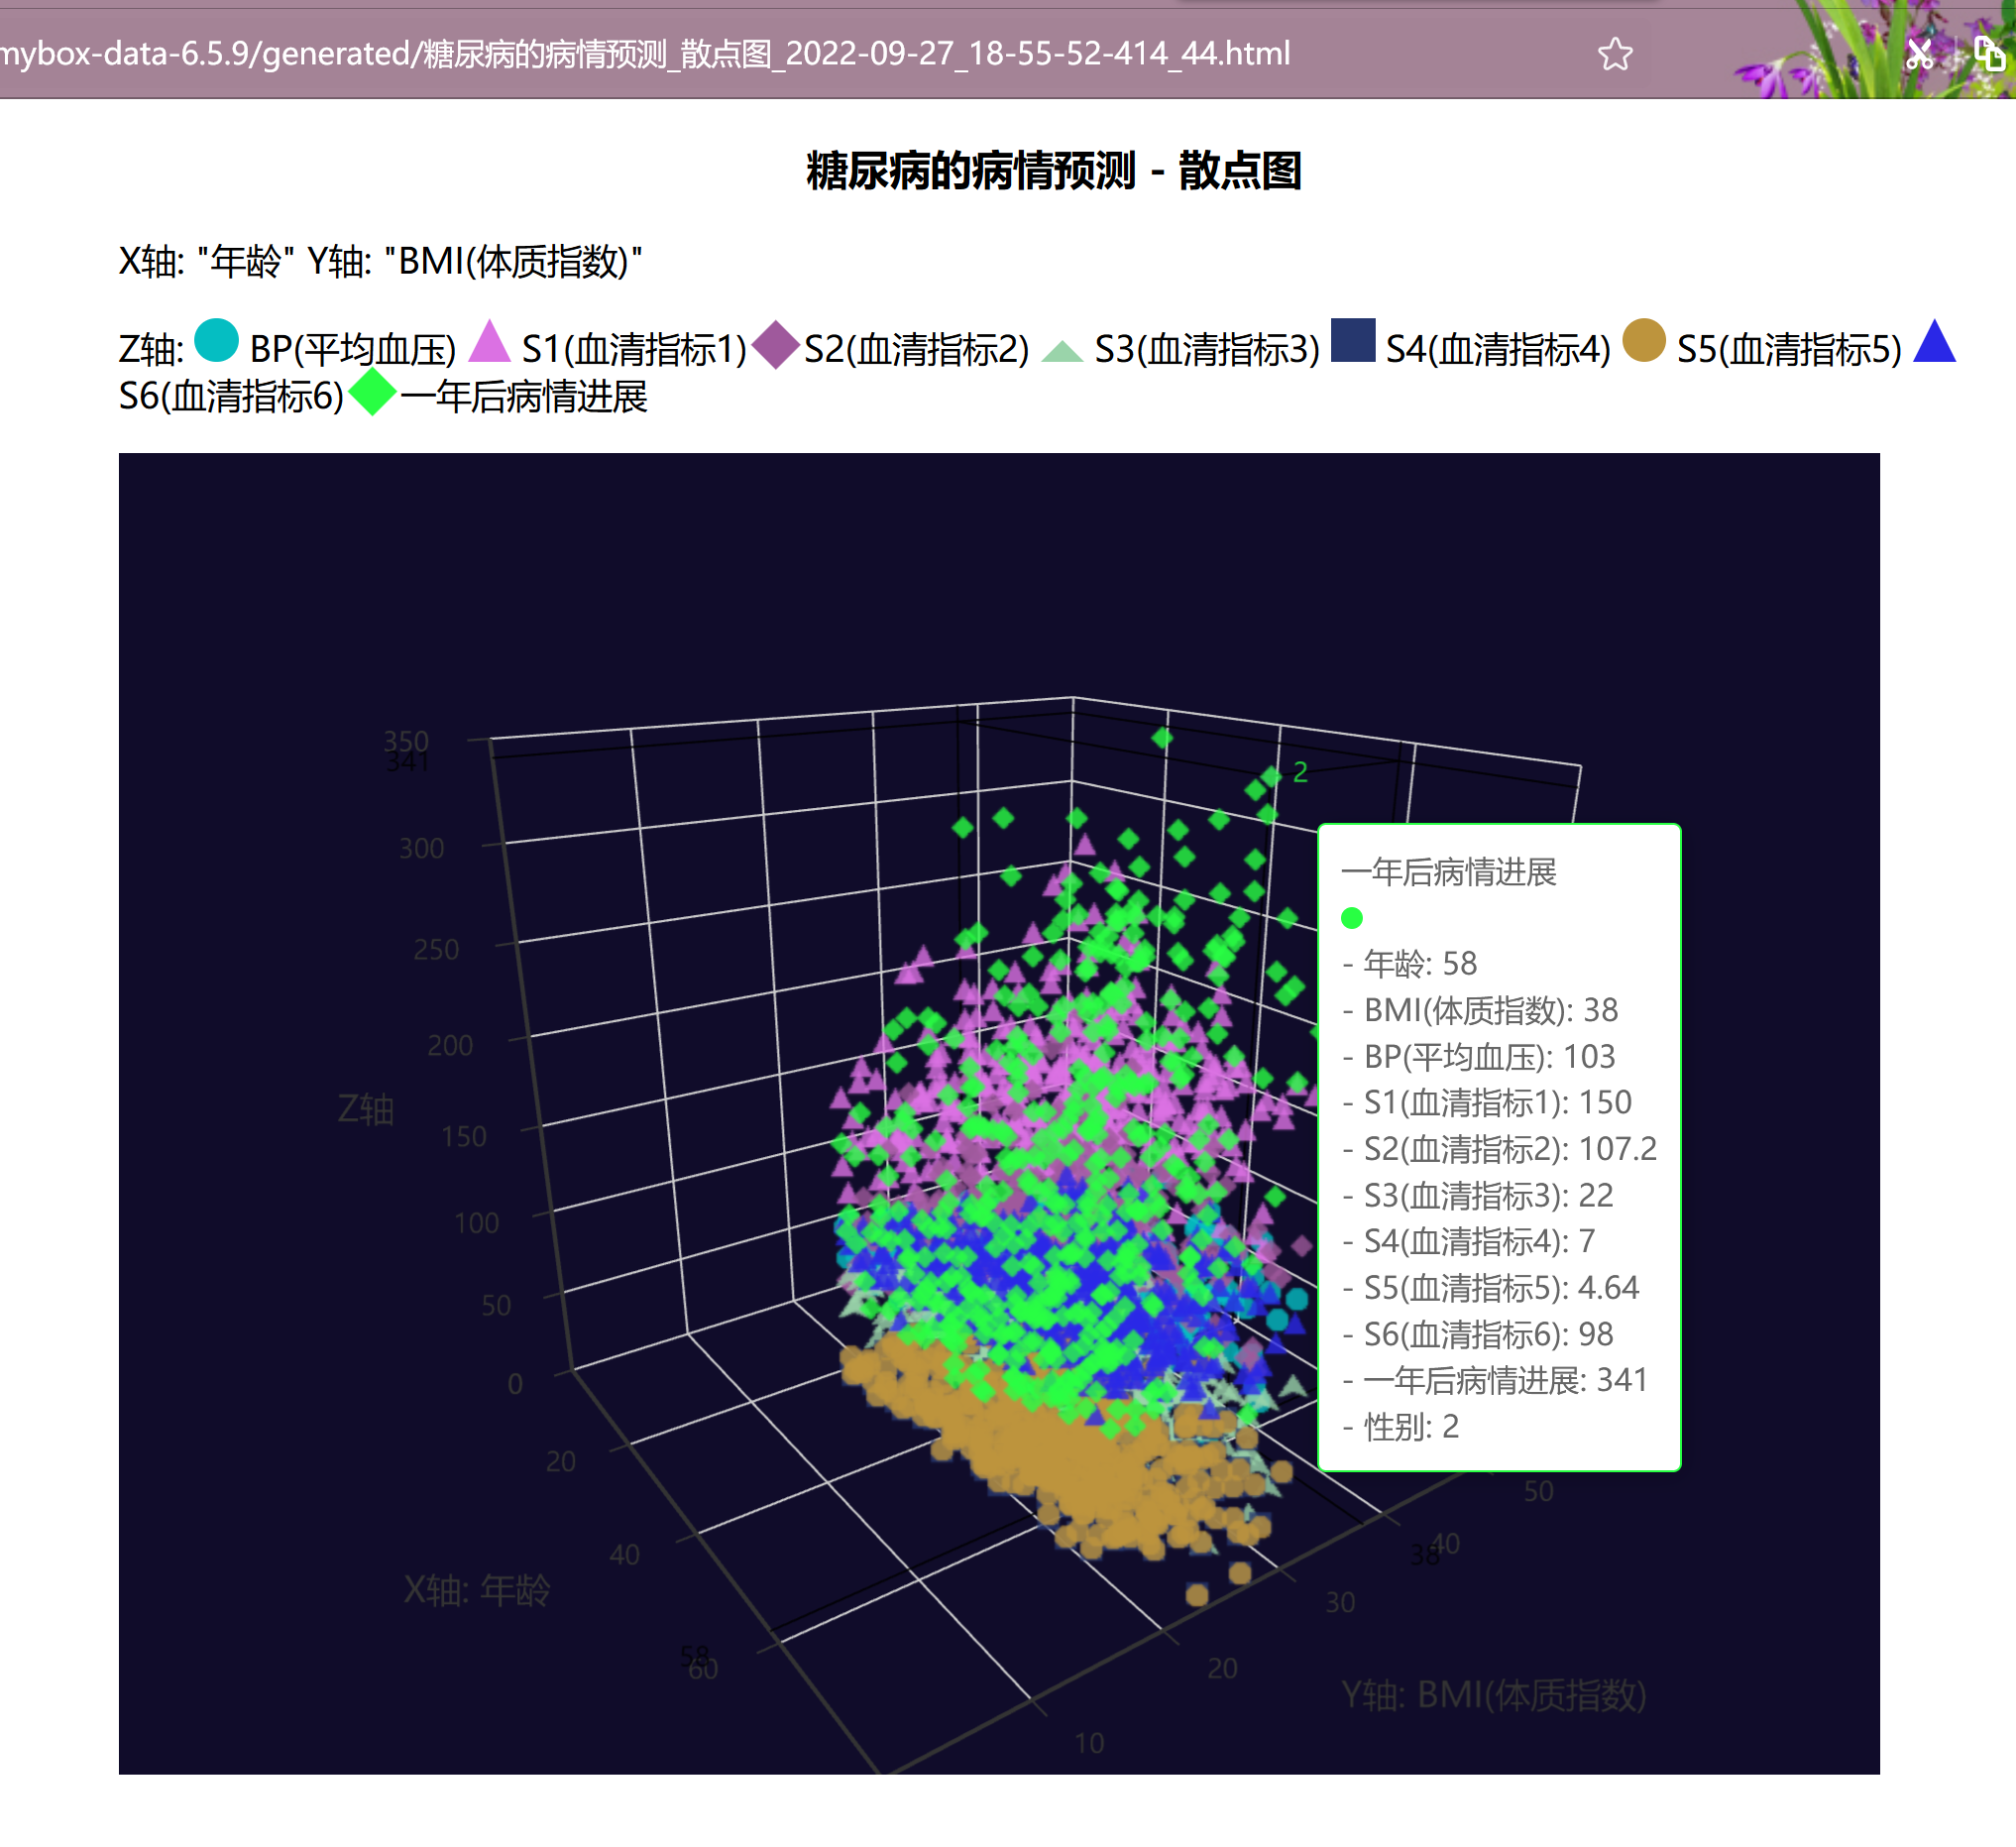 mybox-data-6.5.9/generated/糖尿病的病情预测_散点图_2022-09-27_18-55-52-414_44.html
糖尿病的病情预测 - 散点图
X轴: "年龄" Y轴: "BMI(体质指数)"
Z轴: BP(平均血压) S1(血清指标1) S2(血清指标2) S3(血清指标3) S4(血清指标4) S5(血清指标5)
S6(血清指标6) 一年后病情进展
350
341
300
250
200
150
100
50
0
Z轴
20
40
58
60
X轴: 年龄
10
20
30
38
40
50
Y轴: BMI(体质指数)
2
一年后病情进展
- 年龄: 58
- BMI(体质指数): 38
- BP(平均血压): 103
- S1(血清指标1): 150
- S2(血清指标2): 107.2
- S3(血清指标3): 22
- S4(血清指标4): 7
- S5(血清指标5): 4.64
- S6(血清指标6): 98
- 一年后病情进展: 341
- 性别: 2